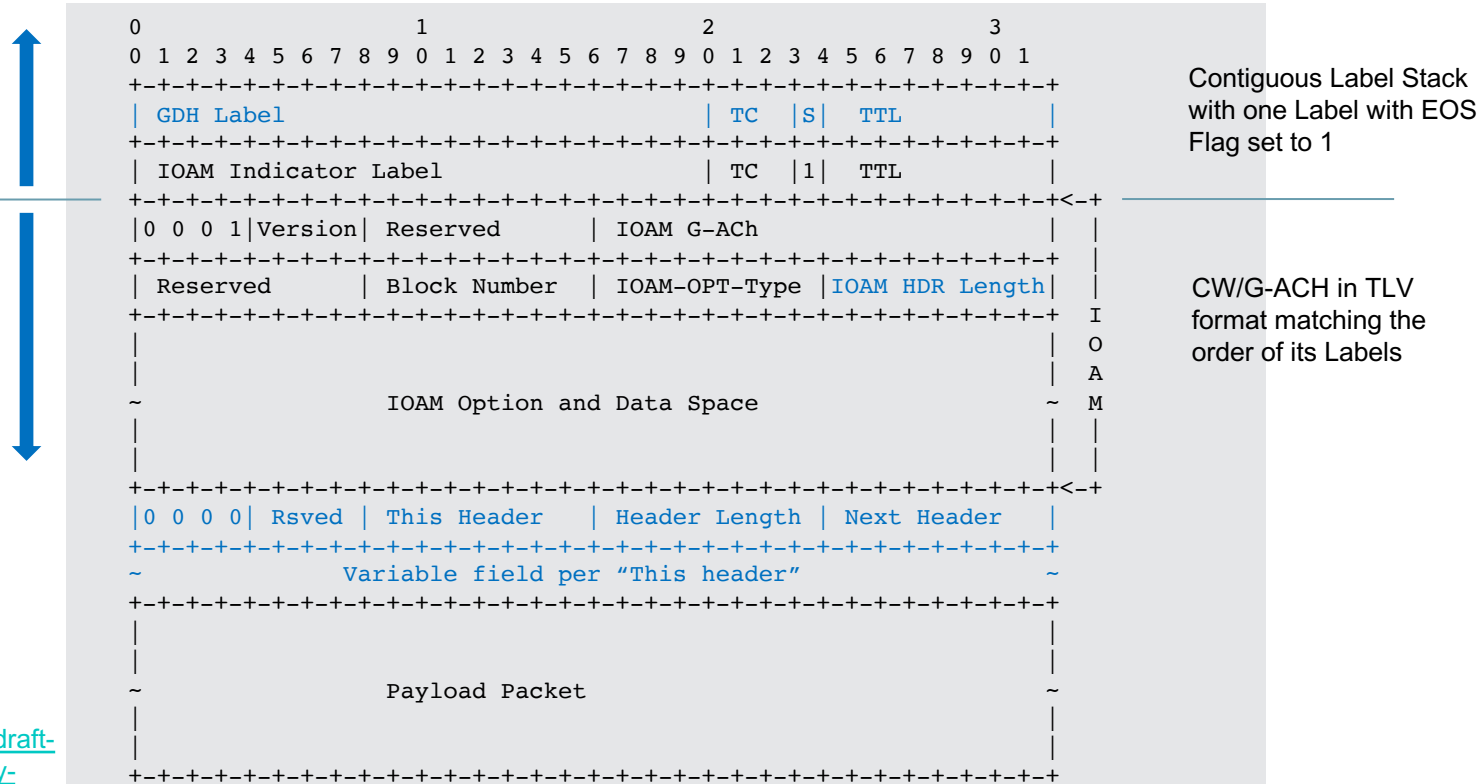 0                   1                   2                   3
0 1 2 3 4 5 6 7 8 9 0 1 2 3 4 5 6 7 8 9 0 1 2 3 4 5 6 7 8 9 0 1
+-+-+-+-+-+-+-+-+-+-+-+-+-+-+-+-+-+-+-+-+-+-+-+-+-+-+-+-+-+-+-+-+
| GDH Label                             | TC  |S|  TTL          |
+-+-+-+-+-+-+-+-+-+-+-+-+-+-+-+-+-+-+-+-+-+-+-+-+-+-+-+-+-+-+-+-+
| IOAM Indicator Label                  | TC  |1|  TTL          |
+-+-+-+-+-+-+-+-+-+-+-+-+-+-+-+-+-+-+-+-+-+-+-+-+-+-+-+-+-+-+-+-+<-+
|0 0 0 1|Version| Reserved      | IOAM G-ACh                    |  |
+-+-+-+-+-+-+-+-+-+-+-+-+-+-+-+-+-+-+-+-+-+-+-+-+-+-+-+-+-+-+-+-+  |
| Reserved      | Block Number  | IOAM-OPT-Type |IOAM HDR Length|  |
+-+-+-+-+-+-+-+-+-+-+-+-+-+-+-+-+-+-+-+-+-+-+-+-+-+-+-+-+-+-+-+-+  I
|                                                               |  O
|                                                               |  A
~                 IOAM Option and Data Space                    ~  M
|                                                               |  |
|                                                               |  |
+-+-+-+-+-+-+-+-+-+-+-+-+-+-+-+-+-+-+-+-+-+-+-+-+-+-+-+-+-+-+-+-+<-+
|0 0 0 0| Rsved | This Header   | Header Length | Next Header   |
+-+-+-+-+-+-+-+-+-+-+-+-+-+-+-+-+-+-+-+-+-+-+-+-+-+-+-+-+-+-+-+-+
~              Variable field per “This header”                 ~
+-+-+-+-+-+-+-+-+-+-+-+-+-+-+-+-+-+-+-+-+-+-+-+-+-+-+-+-+-+-+-+-+
|                                                               |
|                                                               |
~                 Payload Packet                                ~
|                                                               |
|                                                               |
+-+-+-+-+-+-+-+-+-+-+-+-+-+-+-+-+-+-+-+-+-+-+-+-+-+-+-+-+-+-+-+-+
Contiguous Label Stack
with one Label with EOS
Flag set to 1
CW/G-ACH in TLV
format matching the
order of its Labels
draft-